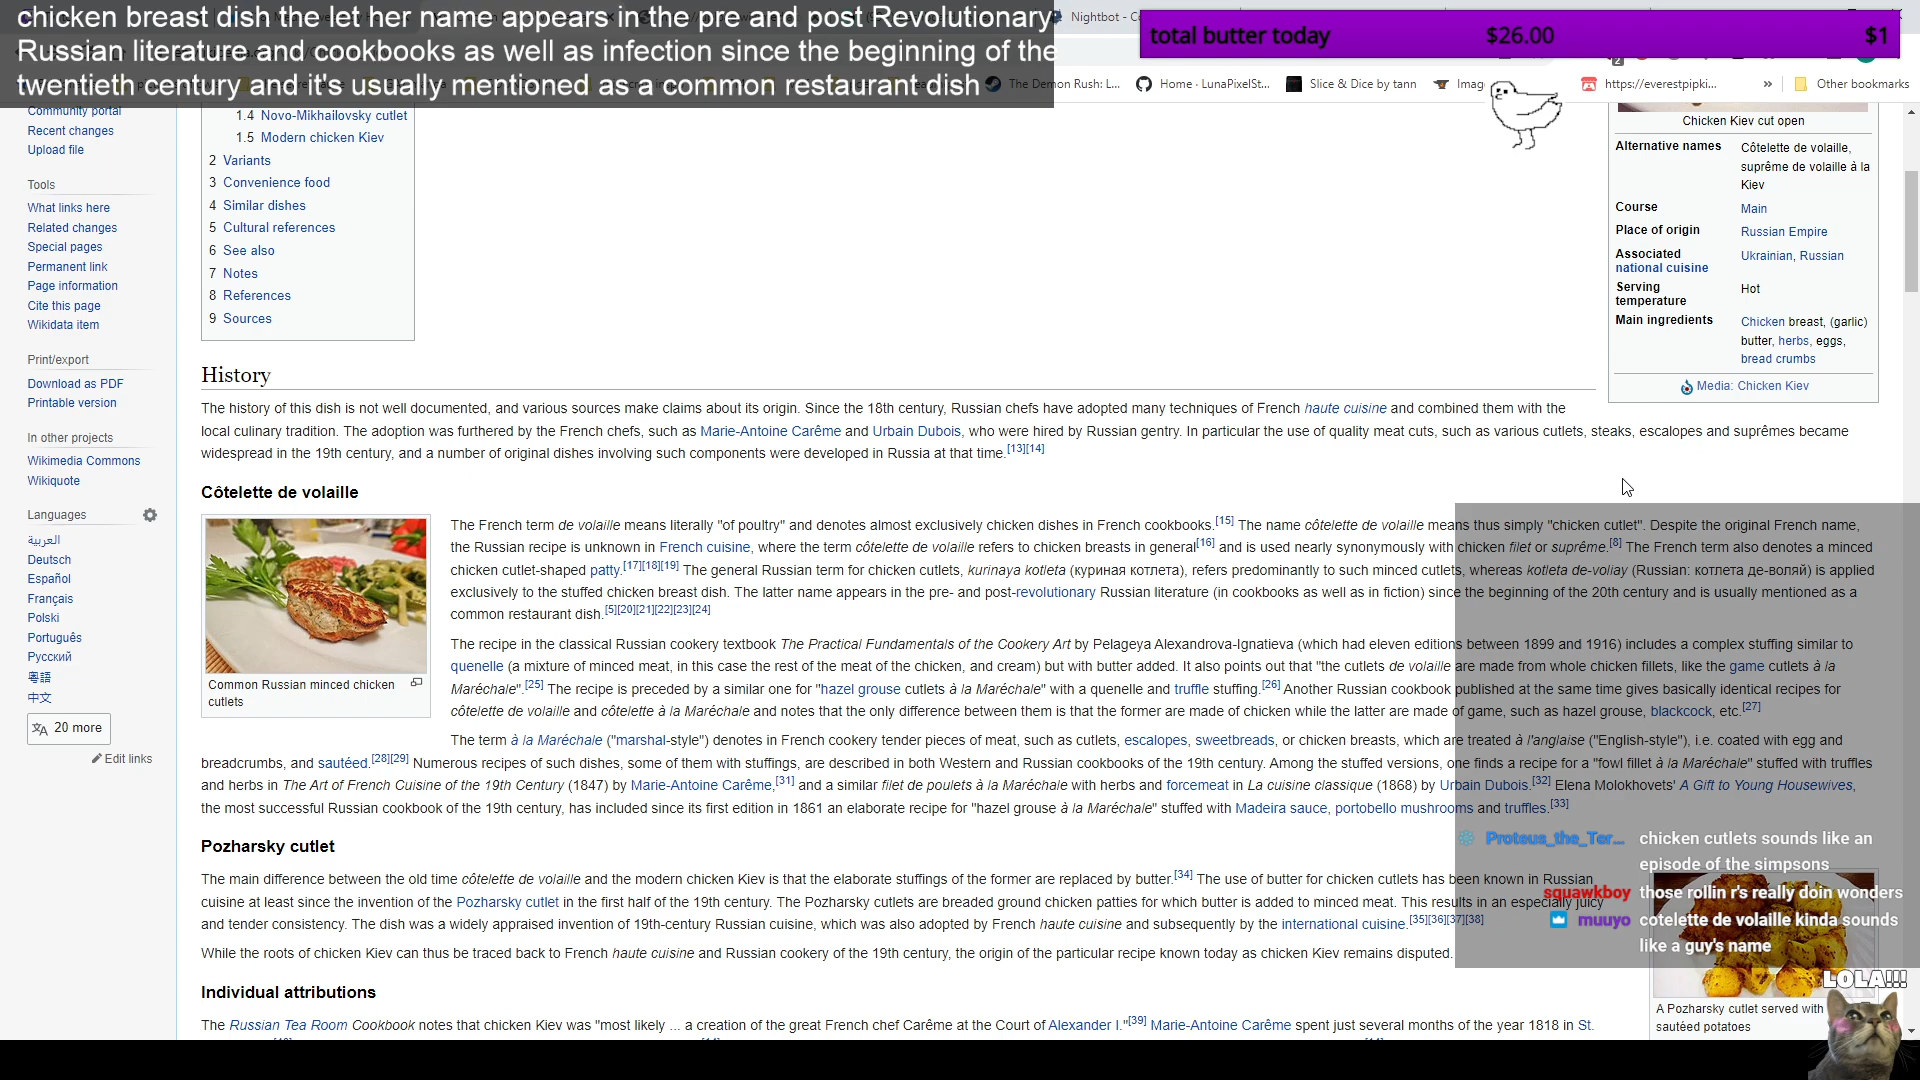 chicken breast dish the let her name appears in the pre and post Revolutionary
Russian literature and cookbooks as well as infection since the beginning of the
twentieth century and it's usually mentioned as a common restaurant dish
Nightbot - C
total butter today $26.00 $1
The Demon Rush: L...
Home · LunaPixelSt...
Slice & Dice by tann
Imag
https://everestpipki...
»
Other bookmarks
Community portal
Recent changes
Upload file
Tools
What links here
Related changes
Special pages
Permanent link
Page information
Cite this page
Wikidata item
Print/export
Download as PDF
Printable version
In other projects
Wikimedia Commons
Wikiquote
Languages
العربية
Deutsch
Español
Français
Polski
Português
Русский
粵語
中文
20 more
Edit links
1.4 Novo-Mikhailovsky cutlet
1.5 Modern chicken Kiev
2 Variants
3 Convenience food
4 Similar dishes
5 Cultural references
6 See also
7 Notes
8 References
9 Sources
Chicken Kiev cut open
Alternative names Côtelette de volaille,
suprême de volaille à la
Kiev
Course Main
Place of origin Russian Empire
Associated Ukrainian, Russian
national cuisine
Serving Hot
temperature
Main ingredients Chicken breast, (garlic)
butter, herbs, eggs,
bread crumbs
Media: Chicken Kiev
History
The history of this dish is not well documented, and various sources make claims about its origin. Since the 18th century, Russian chefs have adopted many techniques of French haute cuisine and combined them with the
local culinary tradition. The adoption was furthered by the French chefs, such as Marie-Antoine Carême and Urbain Dubois, who were hired by Russian gentry. In particular the use of quality meat cuts, such as various cutlets, steaks, escalopes and suprêmes became
widespread in the 19th century, and a number of original dishes involving such components were developed in Russia at that time.[13][14]
Côtelette de volaille
Common Russian minced chicken
cutlets
The French term de volaille means literally "of poultry" and denotes almost exclusively chicken dishes in French cookbooks.[15] The name côtelette de volaille means thus simply "chicken cutlet". Despite the original French name,
the Russian recipe is unknown in French cuisine, where the term côtelette de volaille refers to chicken breasts in general[16] and is used nearly synonymously with chicken filet or suprême.[8] The French term also denotes a minced
chicken cutlet-shaped patty.[17][18][19] The general Russian term for chicken cutlets, kurinaya kotleta (куриная котлета), refers predominantly to such minced cutlets, whereas kotleta de-voliay (Russian: котлета де-воляй) is applied
exclusively to the stuffed chicken breast dish. The latter name appears in the pre- and post-revolutionary Russian literature (in cookbooks as well as in fiction) since the beginning of the 20th century and is usually mentioned as a
common restaurant dish.[5][20][21][22][23][24]
The recipe in the classical Russian cookery textbook The Practical Fundamentals of the Cookery Art by Pelageya Alexandrova-Ignatieva (which had eleven editions between 1899 and 1916) includes a complex stuffing similar to
quenelle (a mixture of minced meat, in this case the rest of the meat of the chicken, and cream) but with butter added. It also points out that "the cutlets de volaille are made from whole chicken fillets, like the game cutlets à la
Maréchale".[25] The recipe is preceded by a similar one for "hazel grouse cutlets à la Maréchale" with a quenelle and truffle stuffing.[26] Another Russian cookbook published at the same time gives basically identical recipes for
côtelette de volaille and côtelette à la Maréchale and notes that the only difference between them is that the former are made of chicken while the latter are made of game, such as hazel grouse, blackcock, etc.[27]
The term à la Maréchale ("marshal-style") denotes in French cookery tender pieces of meat, such as cutlets, escalopes, sweetbreads, or chicken breasts, which are treated à l'anglaise ("English-style"), i.e. coated with egg and
breadcrumbs, and sautéed.[28][29] Numerous recipes of such dishes, some of them with stuffings, are described in both Western and Russian cookbooks of the 19th century. Among the stuffed versions, one finds a recipe for a "fowl fillet à la Maréchale" stuffed with truffles
and herbs in The Art of French Cuisine of the 19th Century (1847) by Marie-Antoine Carême,[31] and a similar filet de poulets à la Maréchale with herbs and forcemeat in La cuisine classique (1868) by Urbain Dubois.[32] Elena Molokhovets' A Gift to Young Housewives,
the most successful Russian cookbook of the 19th century, has included since its first edition in 1861 an elaborate recipe for "hazel grouse à la Maréchale" stuffed with Madeira sauce, portobello mushrooms and truffles.[33]
Pozharsky cutlet
The main difference between the old time côtelette de volaille and the modern chicken Kiev is that the elaborate stuffings of the former are replaced by butter.[34] The use of butter for chicken cutlets has been known in Russian
cuisine at least since the invention of the Pozharsky cutlet in the first half of the 19th century. The Pozharsky cutlets are breaded ground chicken patties for which butter is added to minced meat. This results in an especially juicy
and tender consistency. The dish was a widely appraised invention of 19th-century Russian cuisine, which was also adopted by French haute cuisine and subsequently by the international cuisine.[35][36][37][38]
While the roots of chicken Kiev can thus be traced back to French haute cuisine and Russian cookery of the 19th century, the origin of the particular recipe known today as chicken Kiev remains disputed.
Individual attributions
The Russian Tea Room Cookbook notes that chicken Kiev was "most likely ... a creation of the great French chef Carême at the Court of Alexander I."[39] Marie-Antoine Carême spent just several months of the year 1818 in St.
Proteus_the_Ter... chicken cutlets sounds like an
episode of the simpsons
squawkboy those rollin r's really doin wonders
muuyo cotelette de volaille kinda sounds
like a guy's name
LOLA!!!
A Pozharsky cutlet served with
sautéed potatoes